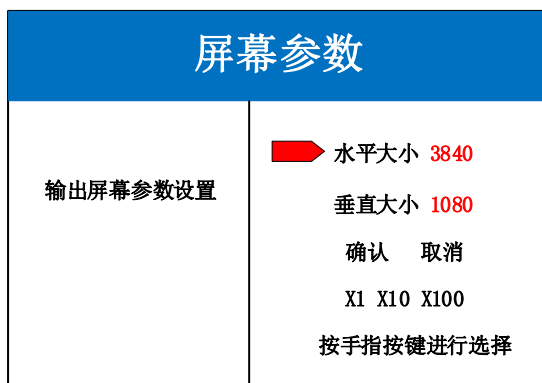 屏幕参数
输出屏幕参数设置
水平大小 3840
垂直大小 1080
确认 取消
X1 X10 X100
按手指按键进行选择